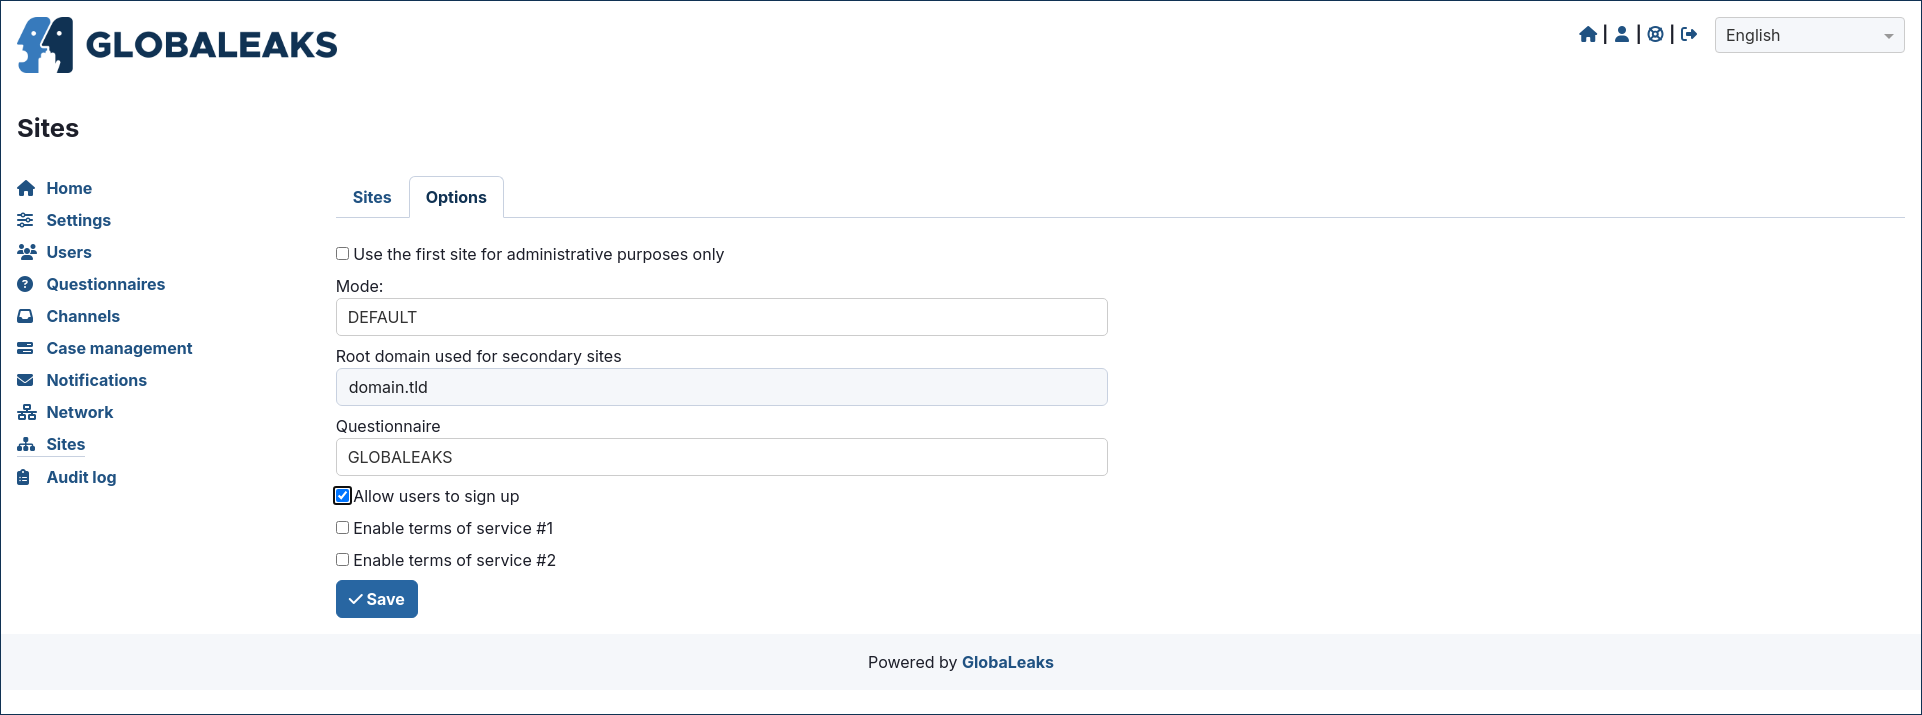 GLOBALEAKS
| | |
English
Sites
Home
Settings
Users
Questionnaires
Channels
Case management
Notifications
Network
Sites
Audit log
Sites Options
Use the first site for administrative purposes only
Mode:
DEFAULT
Root domain used for secondary sites
domain.tld
Questionnaire
GLOBALEAKS
Allow users to sign up
Enable terms of service #1
Enable terms of service #2
Save
Powered by GlobaLeaks